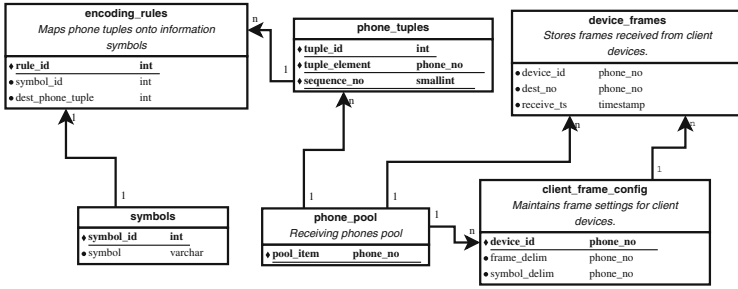 encoding_rules
Maps phone tuples onto information
symbols
♦ rule_id int
● symbol_id int
● dest_phone_tuple int
n
1
phone_tuples
♦ tuple_id int
♦ tuple_element phone_no
♦ sequence_no smallint
device_frames
Stores frames received from client
devices.
● device_id phone_no
● dest_no phone_no
● receive_ts timestamp
1
n
n
n
1
1
1
1
symbols
♦ symbol_id int
● symbol varchar
phone_pool
Receiving phones pool
♦ pool_item phone_no
1
n
client_frame_config
Maintains frame settings for client
devices.
♦ device_id phone_no
● frame_delim phone_no
● symbol_delim phone_no